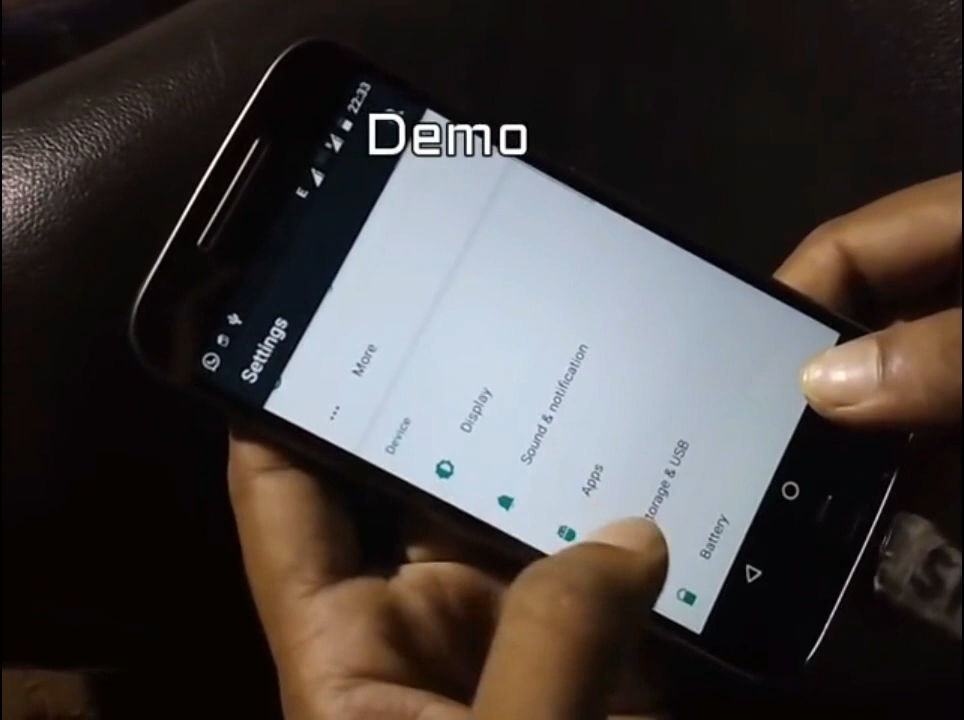 Demo
22:33
E
Settings
More
Device
Display
Sound & notification
Apps
torage & USB
Battery